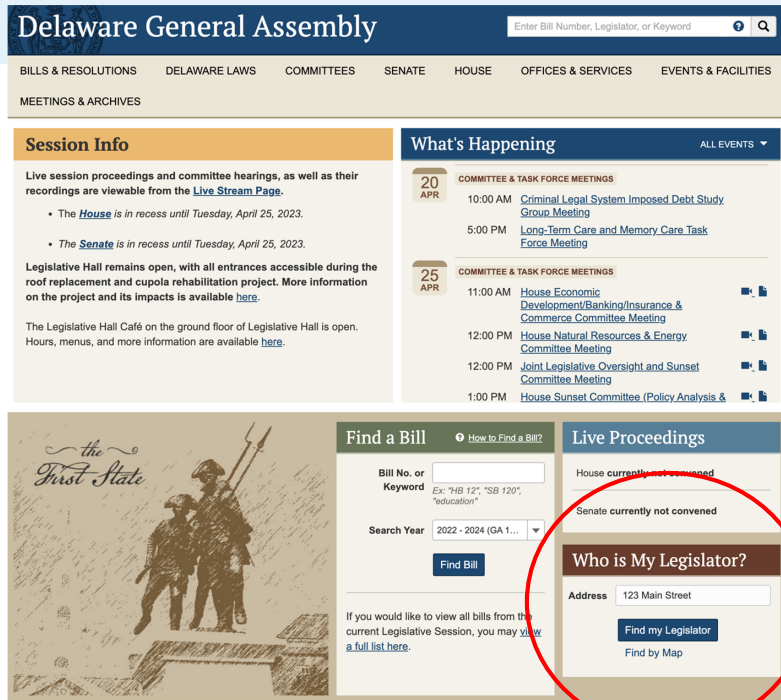 Delaware General Assembly
Enter Bill Number, Legislator, or Keyword
BILLS & RESOLUTIONS DELAWARE LAWS COMMITTEES SENATE HOUSE OFFICES & SERVICES EVENTS & FACILITIES
MEETINGS & ARCHIVES
Session Info
Live session proceedings and committee hearings, as well as their
recordings are viewable from the Live Stream Page.
• The House is in recess until Tuesday, April 25, 2023.
• The Senate is in recess until Tuesday, April 25, 2023.
Legislative Hall remains open, with all entrances accessible during the
roof replacement and cupola rehabilitation project. More information
on the project and its impacts is available here.
The Legislative Hall Café on the ground floor of Legislative Hall is open.
Hours, menus, and more information are available here.
What's Happening
ALL EVENTS
20
APR
COMMITTEE & TASK FORCE MEETINGS
10:00 AM Criminal Legal System Imposed Debt Study
Group Meeting
5:00 PM Long-Term Care and Memory Care Task
Force Meeting
25
APR
COMMITTEE & TASK FORCE MEETINGS
11:00 AM House Economic
Development/Banking/Insurance &
Commerce Committee Meeting
12:00 PM House Natural Resources & Energy
Committee Meeting
12:00 PM Joint Legislative Oversight and Sunset
Committee Meeting
1:00 PM House Sunset Committee (Policy Analysis &
the
First State
Find a Bill
How to Find a Bill?
Bill No. or
Keyword
Ex: "HB 12", "SB 120",
"education"
Search Year 2022 - 2024 (GA 1...
Find Bill
If you would like to view all bills from the
current Legislative Session, you may view
a full list here.
Live Proceedings
House currently not convened
Senate currently not convened
Who is My Legislator?
Address 123 Main Street
Find my Legislator
Find by Map